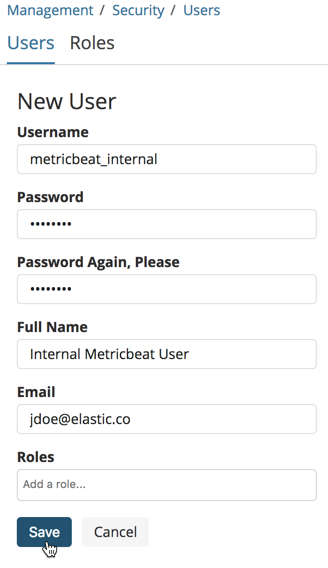 Management / Security / Users
Users Roles
New User
Username
metricbeat_internal
Password
••••••••
Password Again, Please
••••••••
Full Name
Internal Metricbeat User
Email
jdoe@elastic.co
Roles
Add a role...
Save Cancel